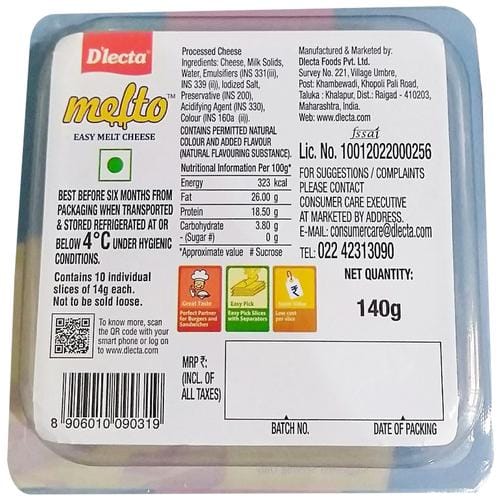 D'lecta
melto™
EASY MELT CHEESE
BEST BEFORE SIX MONTHS FROM
PACKAGING WHEN TRANSPORTED
& STORED REFRIGERATED AT OR
BELOW 4°C UNDER HYGIENIC
CONDITIONS.
Contains 10 individual
slices of 14g each.
Not to be sold loose.
To know more, scan
the QR code with your
smart phone or log on
to www.dlecta.com
8906010090319
Processed Cheese
Ingredients: Cheese, Milk Solids,
Water, Emulsifiers (INS 331(iii),
INS 339 (ii)), Iodized Salt,
Preservative (INS 200),
Acidifying Agent (INS 330),
Colour (INS 160a (ii)).
CONTAINS PERMITTED NATURAL
COLOUR AND ADDED FLAVOUR
(NATURAL FLAVOURING SUBSTANCE).
Nutritional Information Per 100g*
Energy 323 kcal
Fat 26.00 g
Protein 18.50 g
Carbohydrate 3.80 g
- (Sugar #) 0 g
*Approximate value # Sucrose
Great Taste
Perfect Partner
for Burgers and
Sandwiches
Easy Pick
Easy Pick Slices
with Separators
₹
Great Value
Low cost
per slice
Manufactured & Marketed by:
Dlecta Foods Pvt. Ltd.
Survey No. 221, Village Umbre,
Post: Khambewadi, Khopoli Pali Road,
Taluka : Khalapur, Dist.: Raigad - 410203,
Maharashtra, India.
Web: www.dlecta.com
fssai
Lic. No. 10012022000256
FOR SUGGESTIONS / COMPLAINTS
PLEASE CONTACT
CONSUMER CARE EXECUTIVE
AT MARKETED BY ADDRESS.
E-MAIL: consumercare@dlecta.com
TEL: 022 42313090
NET QUANTITY:
140g
MRP ₹:
(INCL. OF
ALL TAXES)
BATCH NO. DATE OF PACKING